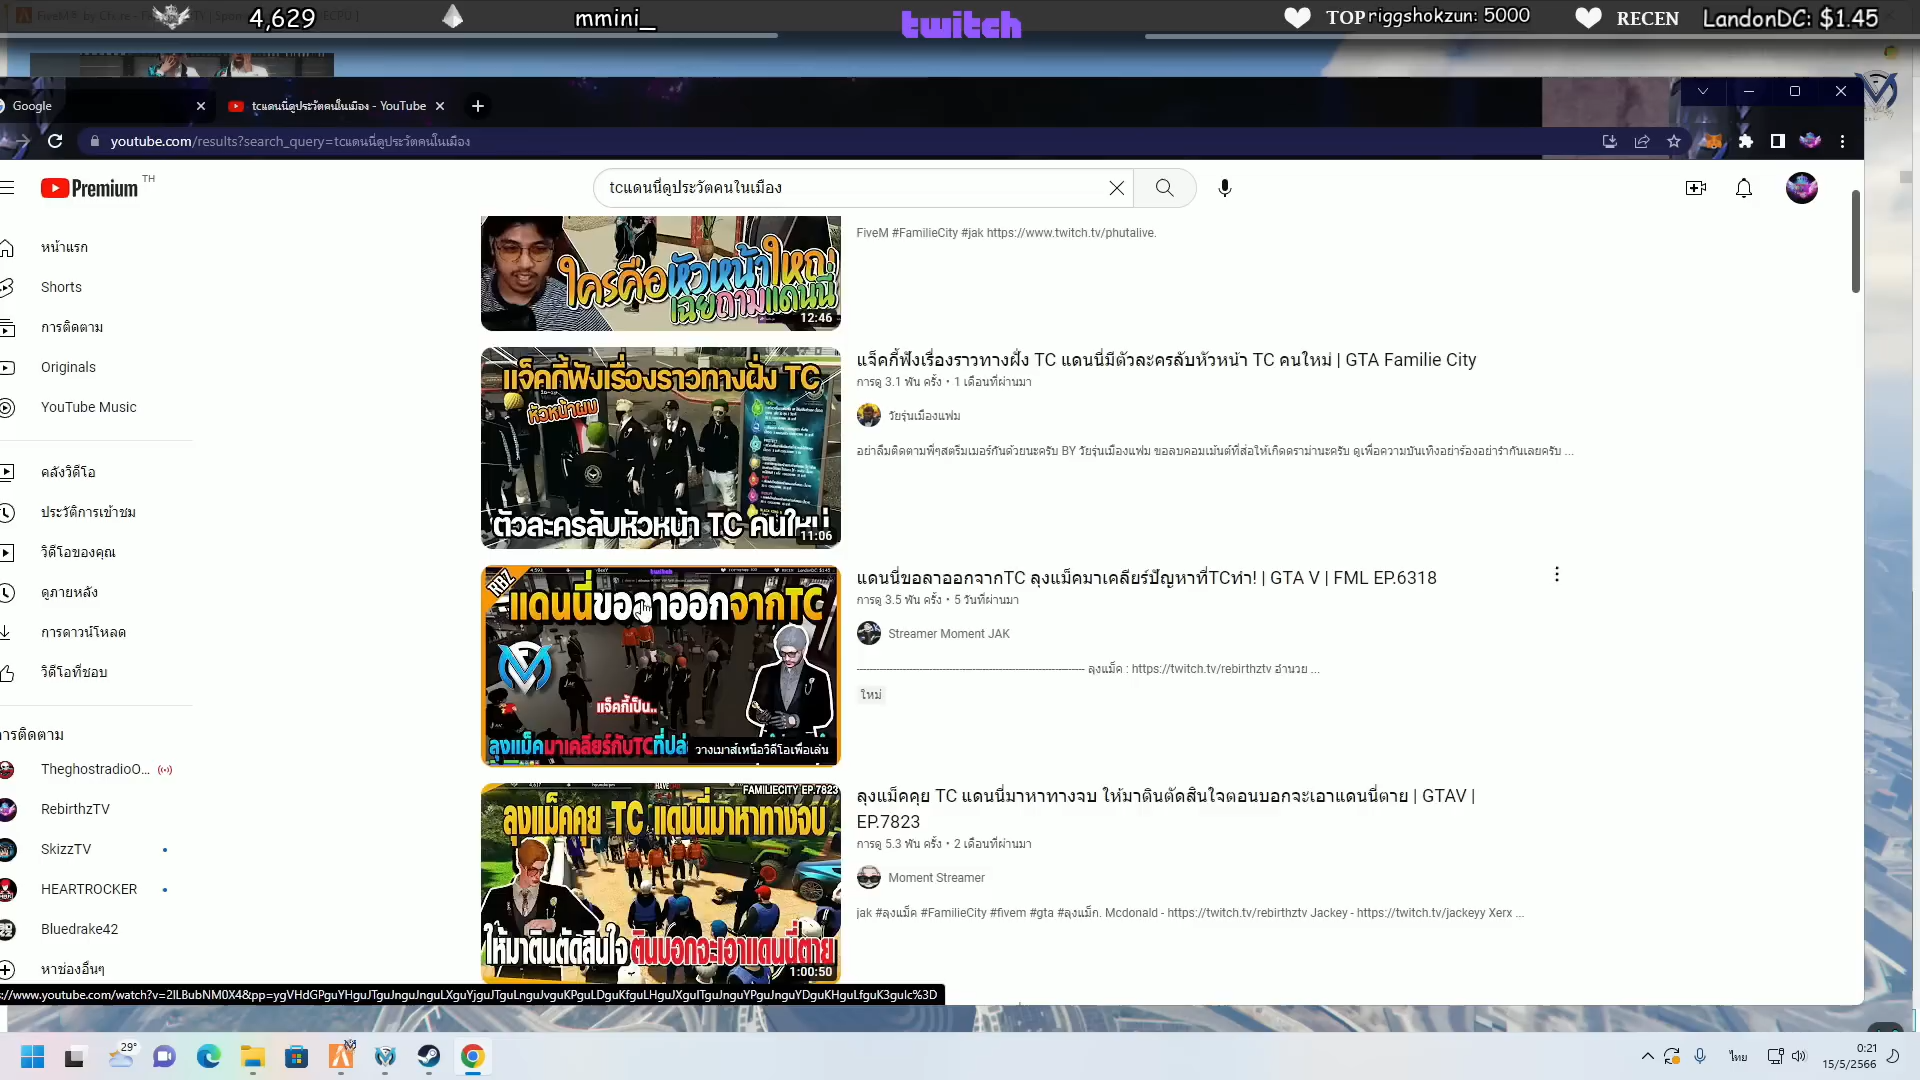 4,629
mmini_
twitch
TOP riggshokzun: 5000
RECEN LandonDC: $1.45
Google
tcแดนนี่ดูประวัตคนในเมือง - YouTube
youtube.com/results?search_query=tcแดนนี่ดูประวัตคนในเมือง
Premium TH
tcแดนนี่ดูประวัตคนในเมือง
หน้าแรก
Shorts
การติดตาม
Originals
YouTube Music
คลังวิดีโอ
ประวัติการเข้าชม
วิดีโอของคุณ
ดูภายหลัง
การดาวน์โหลด
วิดีโอที่ชอบ
การติดตาม
TheghostradioO...
RebirthzTV
SkizzTV
HEARTROCKER
Bluedrake42
หาช่องอื่นๆ
ใครคือหัวหน้าใหญ่
เฉยถามแดนนี่
12:46
FiveM #FamilieCity #jak https://www.twitch.tv/phutalive.
แจ็คกี้ฟังเรื่องราวทางฝั่ง TC
หัวหน้าผม
ตัวละครลับหัวหน้า TC คนใหม่
11:06
แจ็คกี้ฟังเรื่องราวทางฝั่ง TC แดนนี่มีตัวละครลับหัวหน้า TC คนใหม่ | GTA Familie City
การดู 3.1 พัน ครั้ง • 1 เดือนที่ผ่านมา
วัยรุ่นเมืองแฟม
อย่าลืมติดตามพี่ๆสตรีมเมอร์กันด้วยนะครับ BY วัยรุ่นเมืองแฟม ขอลบคอมเม้นต์ที่ส่อให้เกิดดราม่านะครับ ดูเพื่อความบันเทิงอย่าร้องอย่ารำกันเลยครับ ...
RBZ
แดนนี่ขอลาออกจากTC
แจ็คกี้เป็น..
ลุงแม็คมาเคลียร์กับTCที่ปล่
วางเมาส์เหนือวิดีโอเพื่อเล่น
แดนนี่ขอลาออกจากTC ลุงแม็คมาเคลียร์ปัญหาที่TCทำ! | GTA V | FML EP.6318
การดู 3.5 พัน ครั้ง • 5 วันที่ผ่านมา
Streamer Moment JAK
---------------------------------------------------------------------- ลุงแม็ค : https://twitch.tv/rebirthztv อำนวย ...
ใหม่
FAMILIECITY EP.7823
ลุงแม็คคุย TC แดนนี่มาหาทางจบ
ให้มาตินตัดสินใจ ตินบอกจะเอาแดนนี่ตาย
1:00:50
ลุงแม็คคุย TC แดนนี่มาหาทางจบ ให้มาตินตัดสินใจตอนบอกจะเอาแดนนี่ตาย | GTAV |
EP.7823
การดู 5.3 พัน ครั้ง • 2 เดือนที่ผ่านมา
Moment Streamer
jak #ลุงแม็ค #FamilieCity #fivem #gta #ลุงแม็ก. Mcdonald - https://twitch.tv/rebirthztv Jackey - https://twitch.tv/jackeyy Xerx ...
29°
ไทย
0:21
15/5/2566